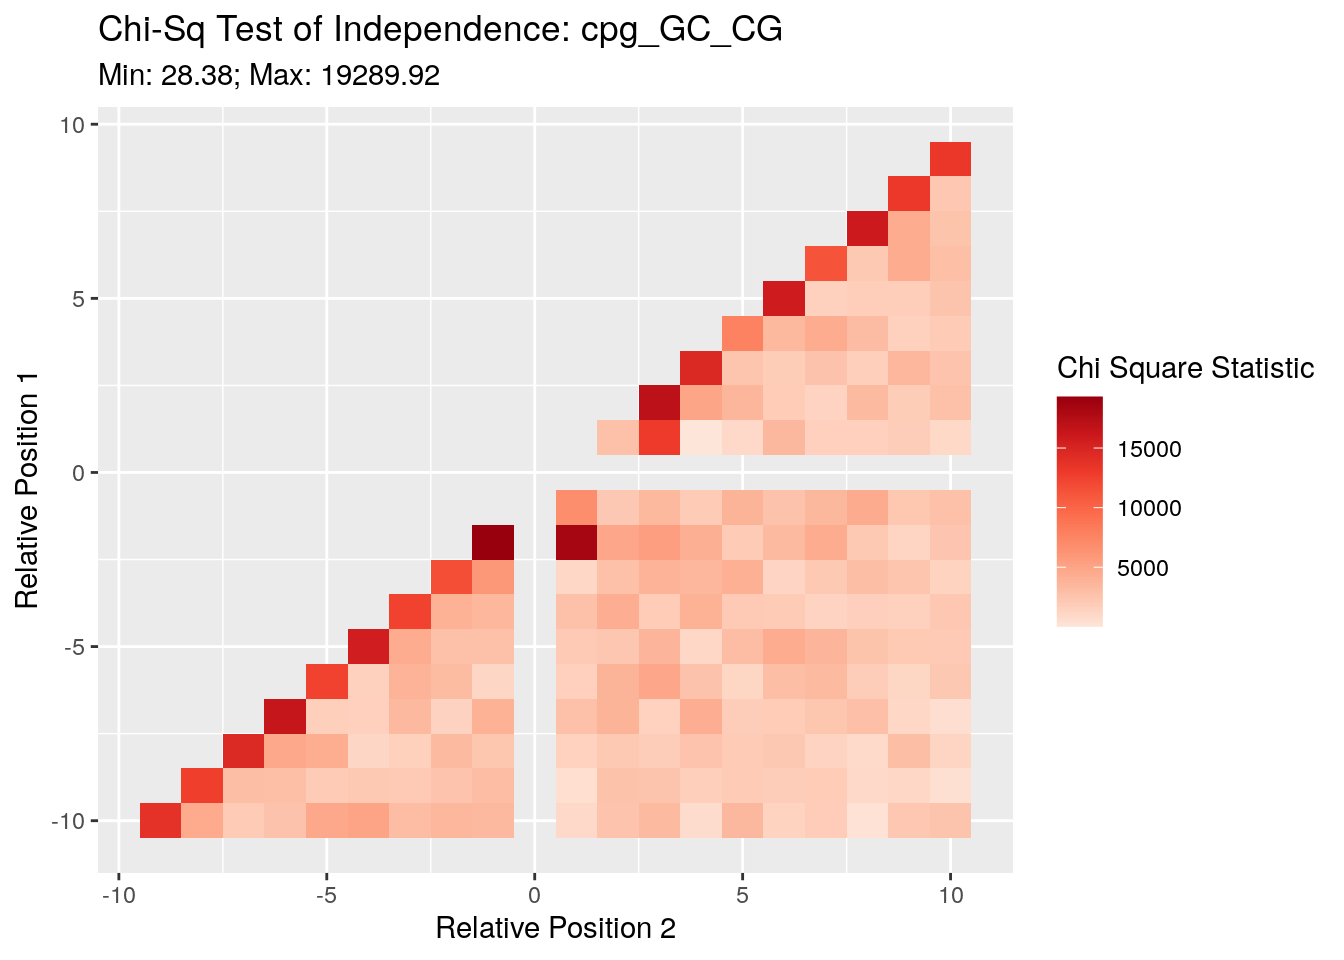 Chi-Sq Test of Independence: cpg_GC_CG
Min: 28.38; Max: 19289.92
10
5
0
-5
-10
Relative Position 1
-10
-5
0
5
10
Relative Position 2
Chi Square Statistic
15000
10000
5000